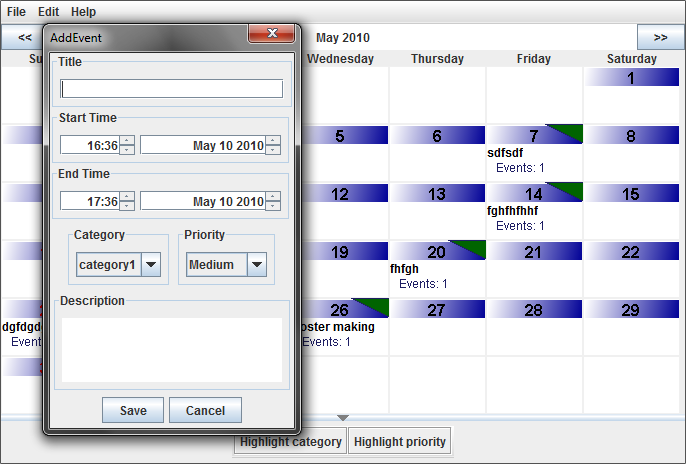 File Edit Help
<< May 2010 >>
Wednesday Thursday Friday Saturday
1
5 6 7 8
sdfsdf
Events: 1
12 13 14 15
fghfhfhhf
Events: 1
19 20 21 22
fhfgh
Events: 1
26 27 28 29
dgfdgd oster making
Event Events: 1
AddEvent
Title
Start Time
16:36 May 10 2010
End Time
17:36 May 10 2010
Category Priority
category1 Medium
Description
Save Cancel
Highlight category Highlight priority